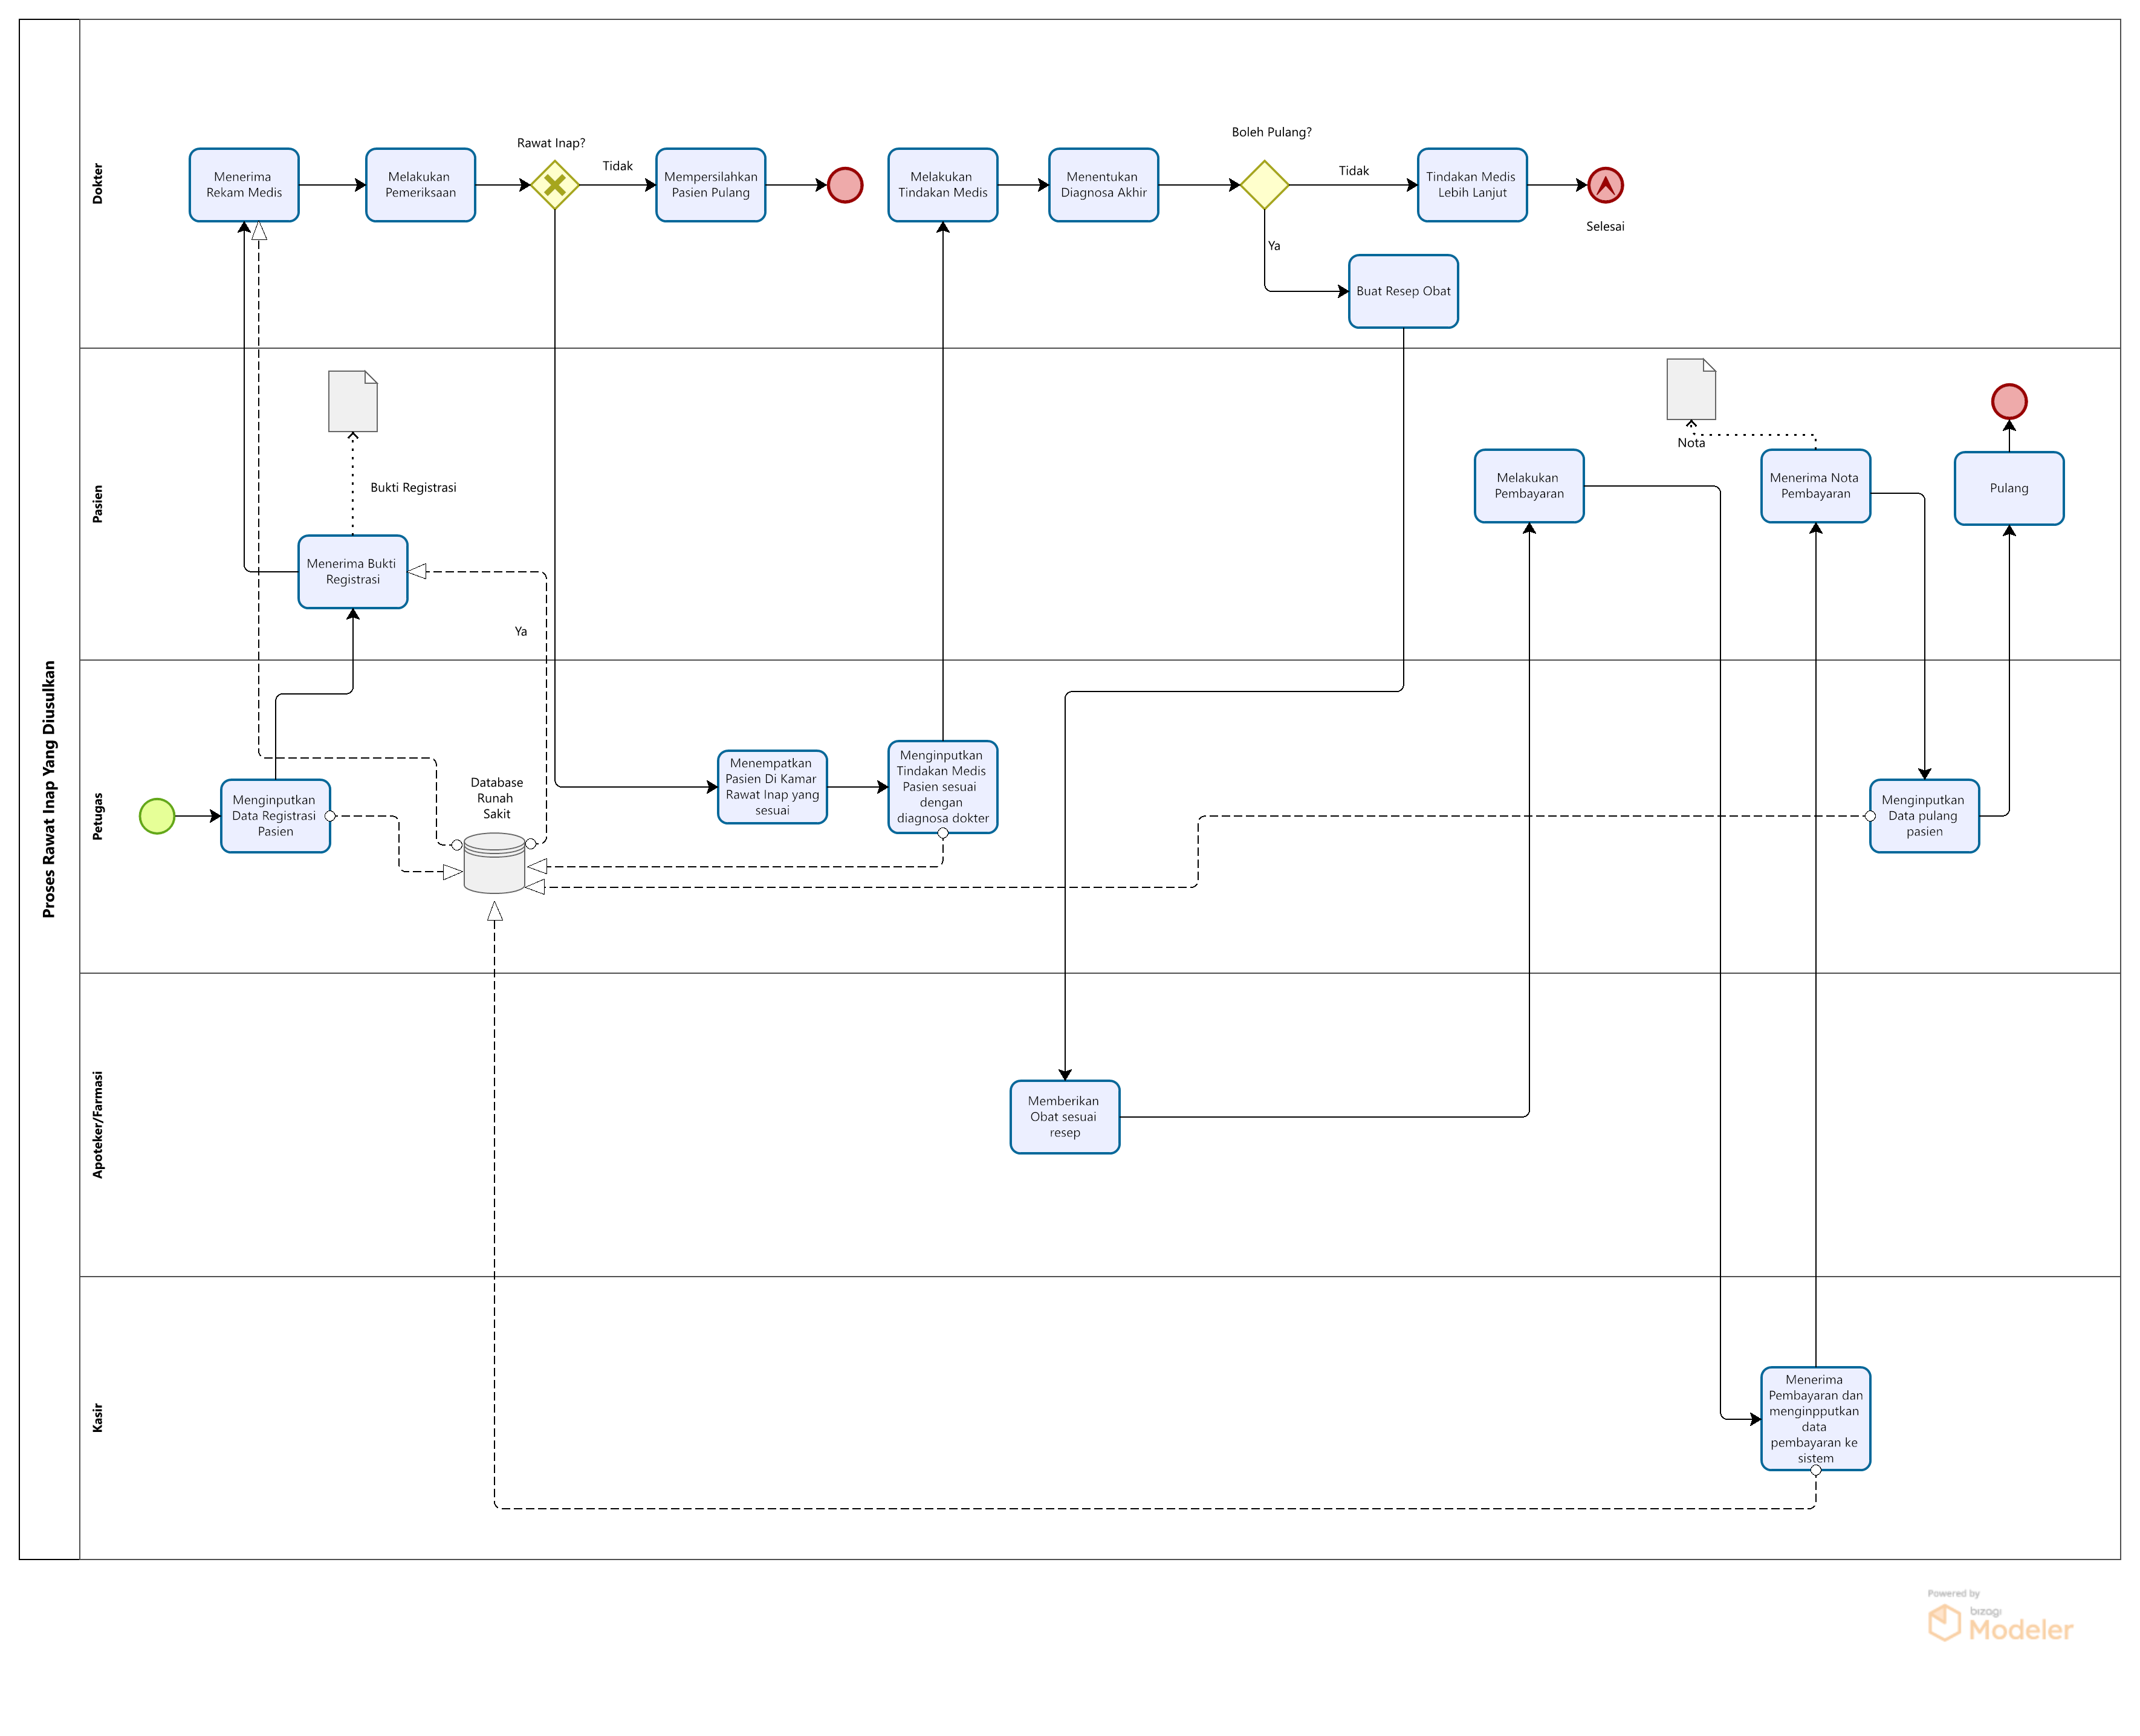 Proses Rawat Inap Yang Diusulkan
Dokter
Menerima
Rekam Medis
Melakukan
Pemeriksaan
Rawat Inap?
Tidak
Mempersilahkan
Pasien Pulang
Melakukan
Tindakan Medis
Menentukan
Diagnosa Akhir
Boleh Pulang?
Tidak
Tindakan Medis
Lebih Lanjut
Selesai
Ya
Buat Resep Obat
Pasien
Bukti Registrasi
Menerima Bukti
Registrasi
Ya
Melakukan
Pembayaran
Nota
Menerima Nota
Pembayaran
Pulang
Petugas
Menginputkan
Data Registrasi
Pasien
Database
Runah
Sakit
Menempatkan
Pasien Di Kamar
Rawat Inap yang
sesuai
Menginputkan
Tindakan Medis
Pasien sesuai
dengan
diagnosa dokter
Menginputkan
Data pulang
pasien
Apoteker/Farmasi
Memberikan
Obat sesuai
resep
Kasir
Menerima
Pembayaran dan
menginpputkan
data
pembayaran ke
sistem
Powered by
bizagi
Modeler